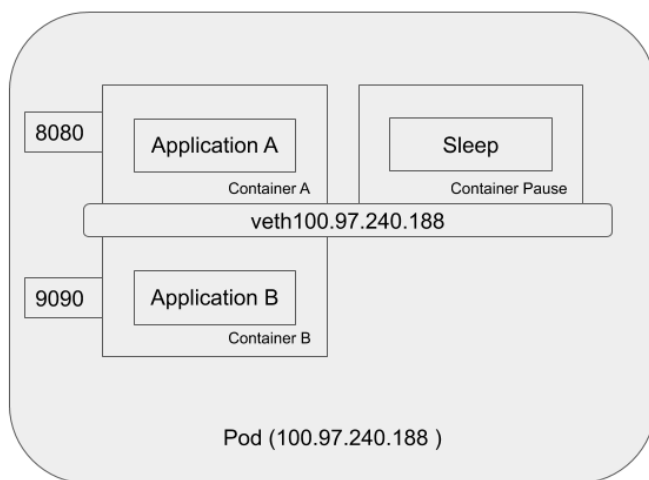 8080
Application A
Sleep
Container A
Container Pause
veth100.97.240.188
9090
Application B
Container B
Pod (100.97.240.188 )